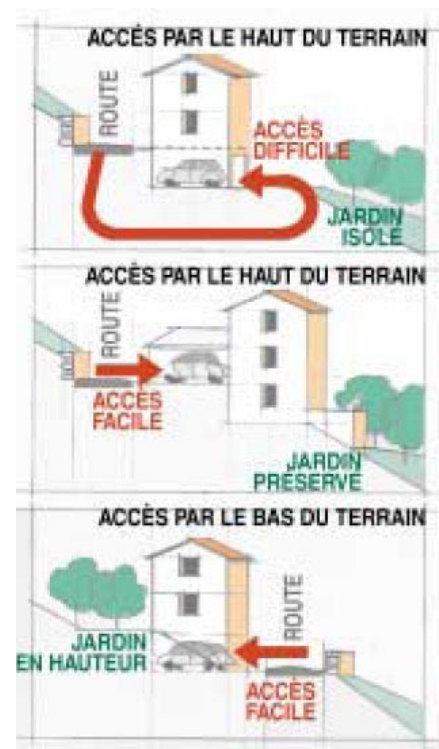 ACCÈS PAR LE HAUT DU TERRAIN
ROUTE
ACCÈS
DIFFICILE
JARDIN
ISOLÉ
ACCÈS PAR LE HAUT DU TERRAIN
ROUTE
ACCÈS
FACILE
JARDIN
PRÉSERVÉ
ACCÈS PAR LE BAS DU TERRAIN
ROUTE
JARDIN
EN HAUTEUR
ACCÈS
FACILE